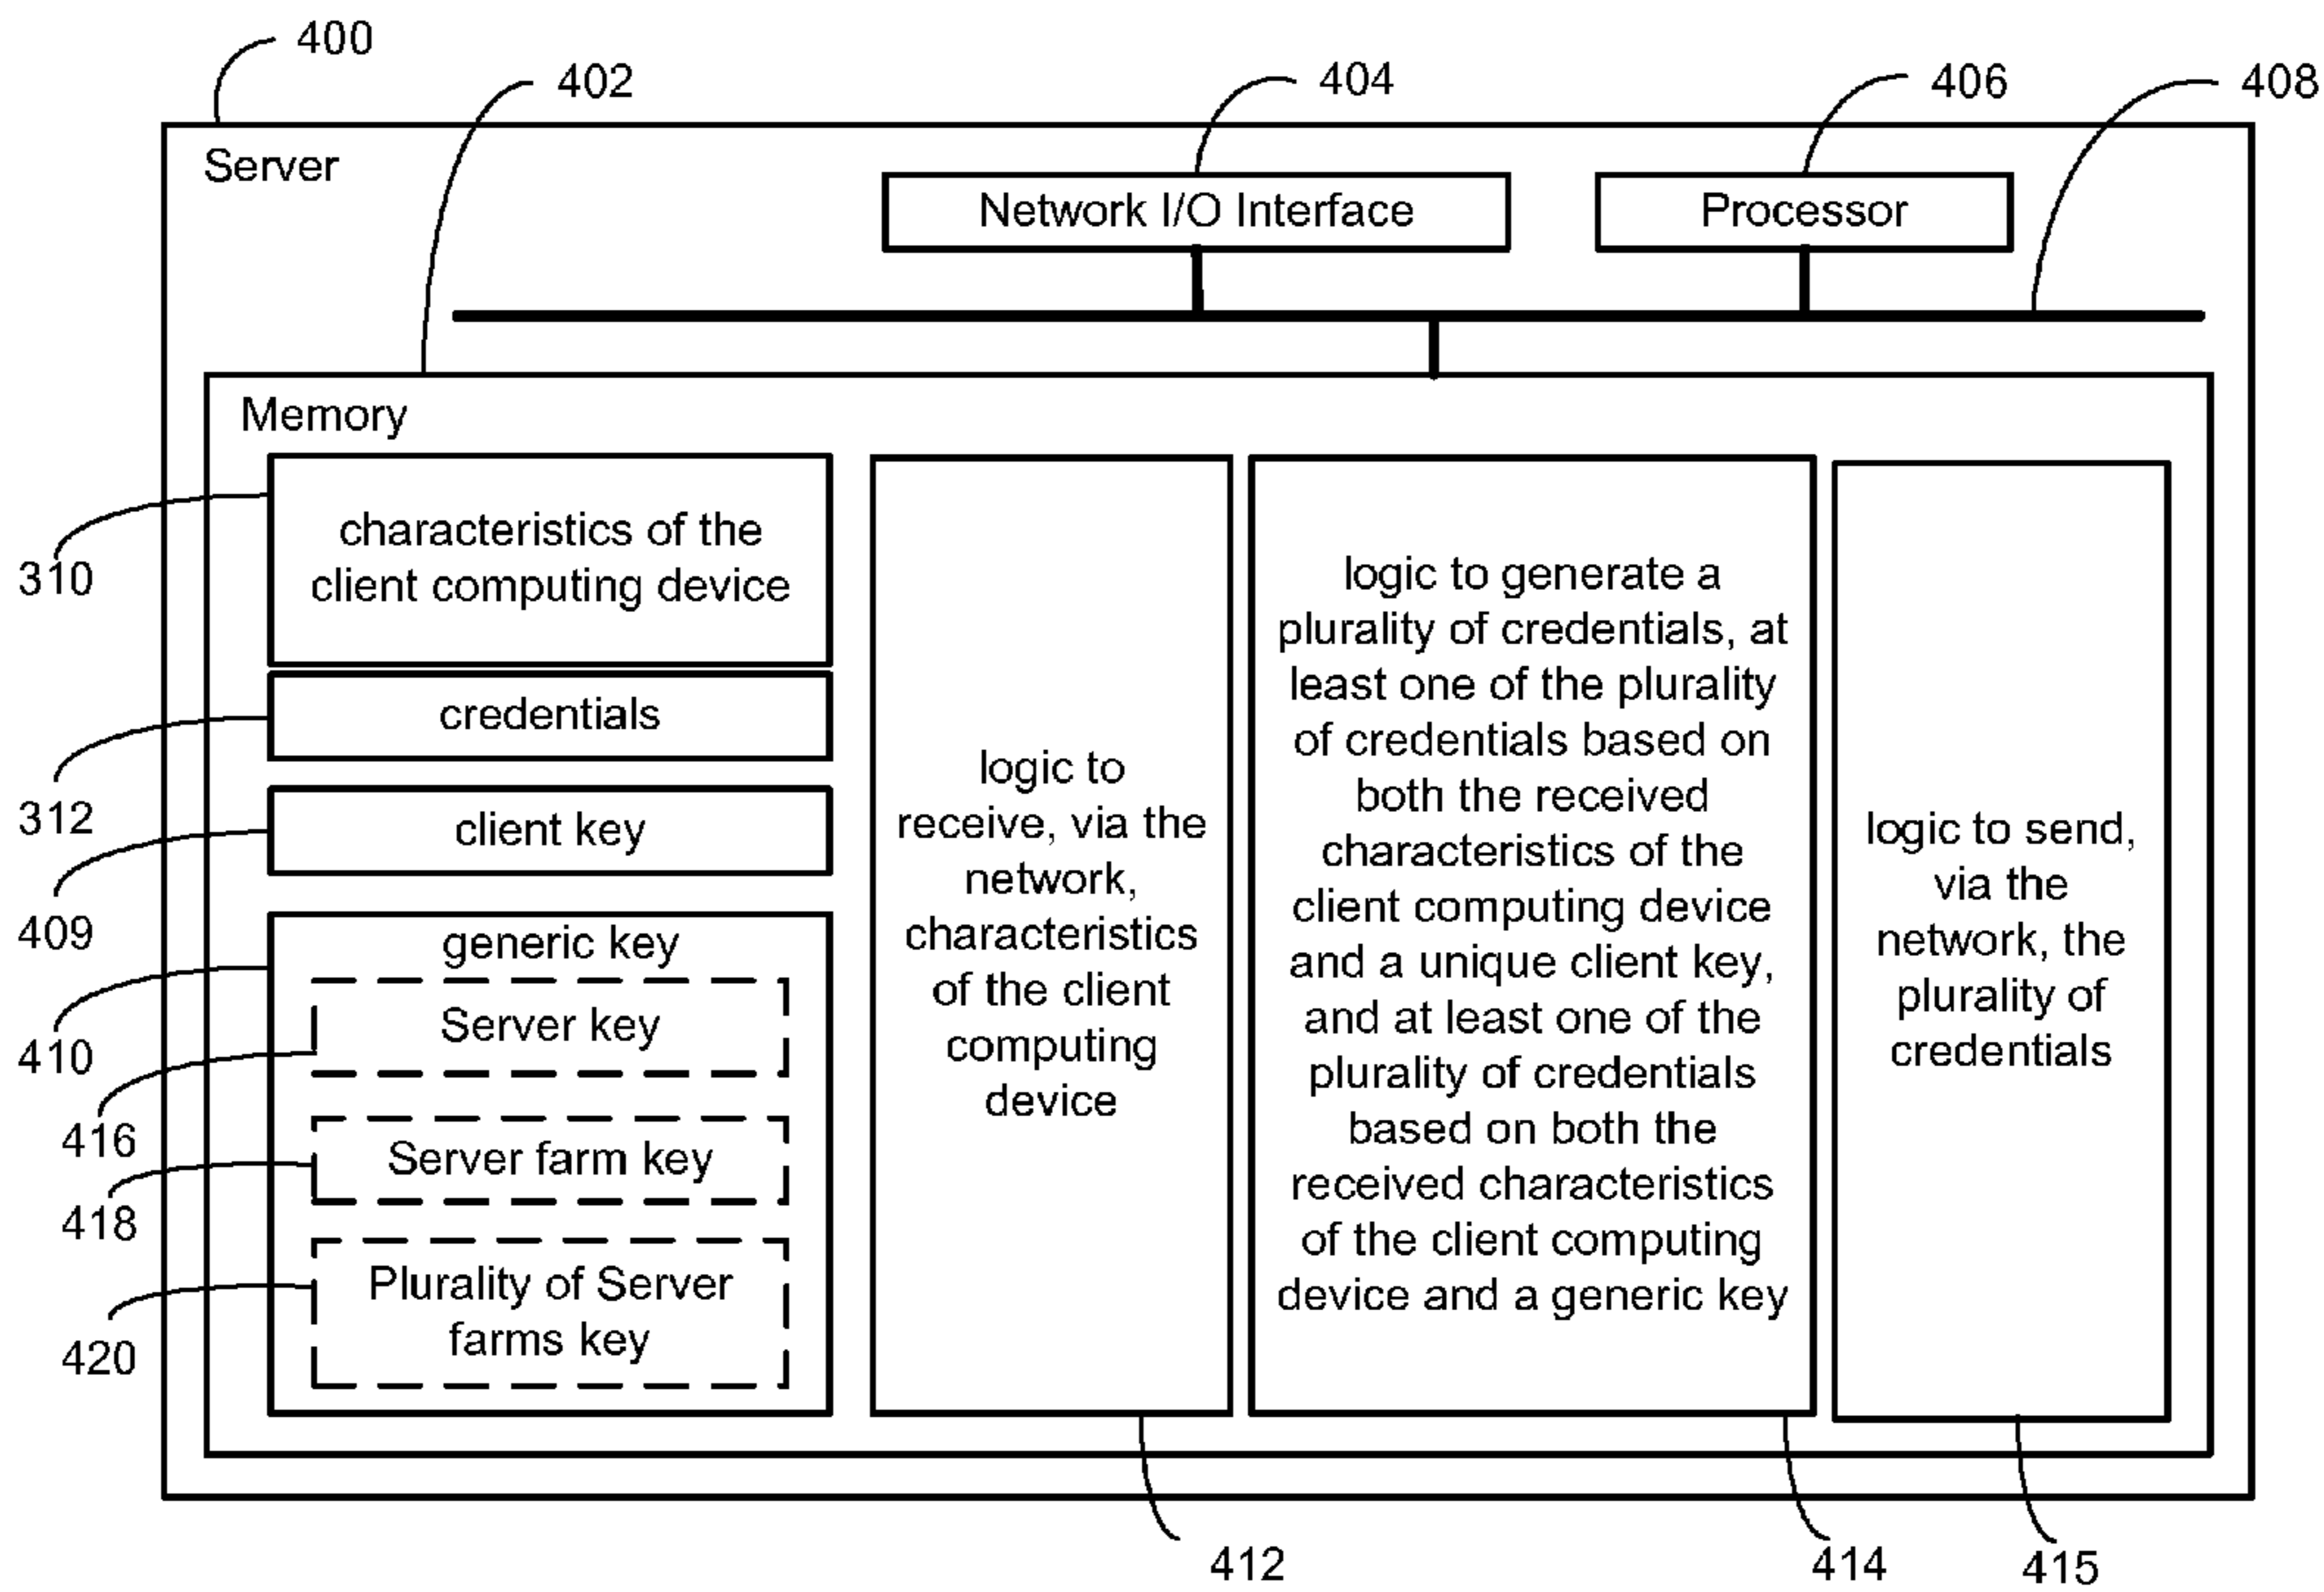 400
402
404
406
408
Server
Network I/O Interface
Processor
Memory
characteristics of the
client computing device
310
credentials
312
client key
409
generic key
410
Server key
416
Server farm key
418
Plurality of Server
farms key
420
logic to
receive, via the
network,
characteristics
of the client
computing
device
412
logic to generate a
plurality of credentials, at
least one of the plurality
of credentials based on
both the received
characteristics of the
client computing device
and a unique client key,
and at least one of the
plurality of credentials
based on both the
received characteristics
of the client computing
device and a generic key
414
logic to send,
via the
network, the
plurality of
credentials
415